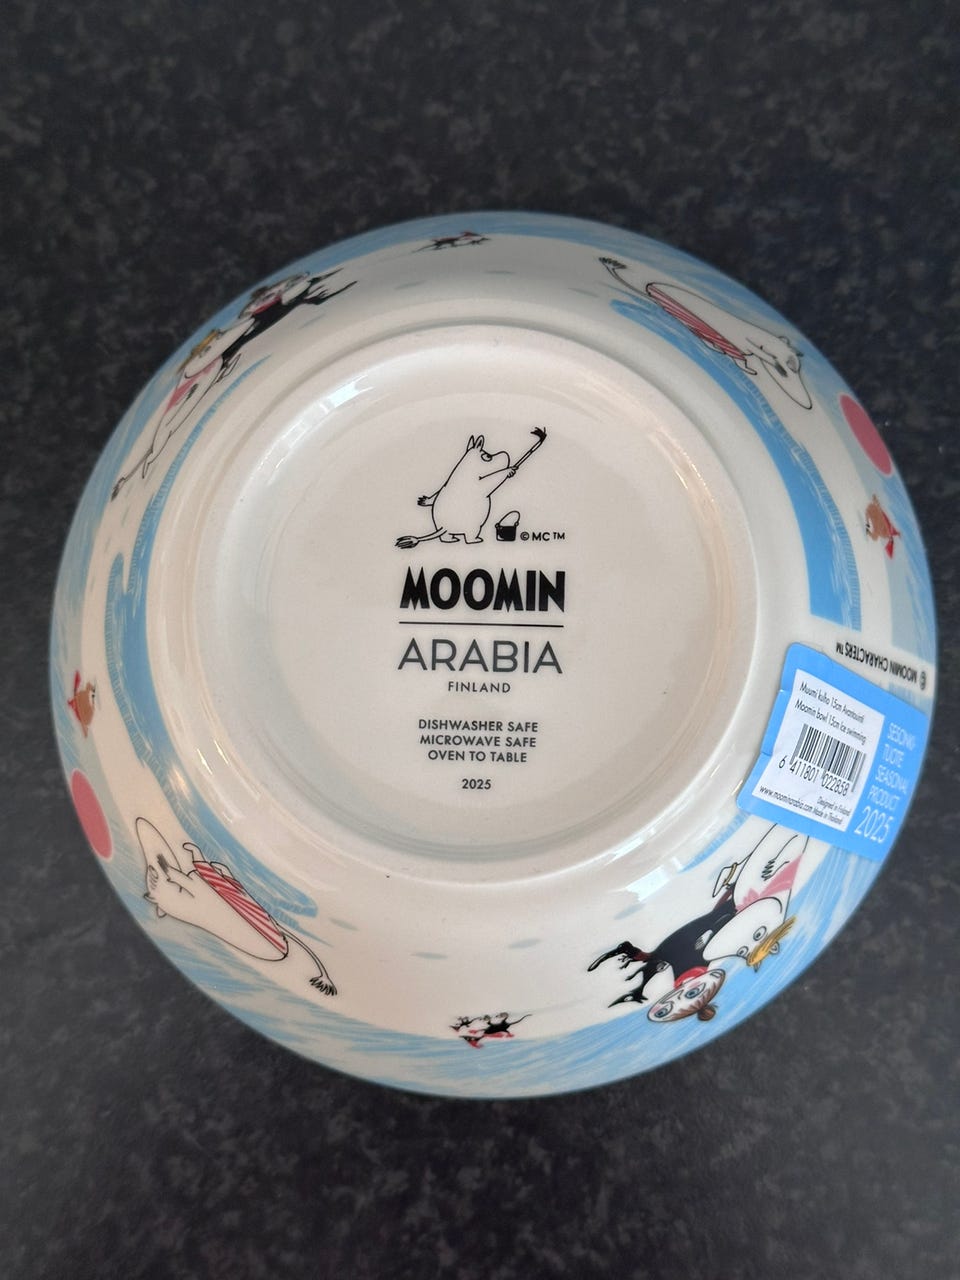 ©MC™
MOOMIN
ARABIA
FINLAND
DISHWASHER SAFE
MICROWAVE SAFE
OVEN TO TABLE
2025
© MOOMIN CHARACTERS™
Muumi kulho 15cm Avantouinti
Moomin bowl 15cm Ice swimming
6 411801 022858
Designed in Finland
www.moominarabia.com Made in Thailand
SESONKI-
TUOTE
SEASONAL
PRODUCT
2025